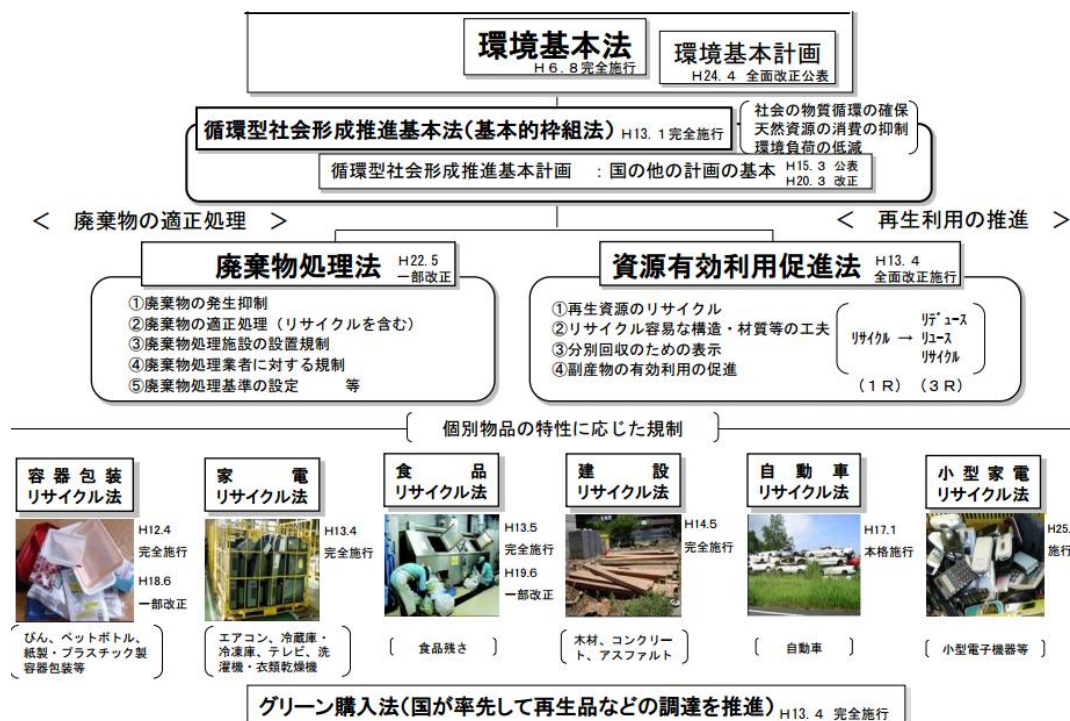 環境基本法
H6.8完全施行
環境基本計画
H24.4 全面改正公表
循環型社会形成推進基本法(基本的枠組法) H13.1完全施行
社会の物質循環の確保
天然資源の消費の抑制
環境負荷の低減
循環型社会形成推進基本計画 :国の他の計画の基本
H15.3 公表
H20.3 改正
< 廃棄物の適正処理 >
< 再生利用の推進 >
廃棄物処理法
H22.5
一部改正
①廃棄物の発生抑制
②廃棄物の適正処理(リサイクルを含む)
③廃棄物処理施設の設置規制
④廃棄物処理業者に対する規制
⑤廃棄物処理基準の設定 等
資源有効利用促進法
H13.4
全面改正施行
①再生資源のリサイクル
②リサイクル容易な構造・材質等の工夫
③分別回収のための表示
④副産物の有効利用の促進
リサイクル →
リデュース
リユース
リサイクル
(1R) (3R)
個別物品の特性に応じた規制
容器包装
リサイクル法
H12.4
完全施行
H18.6
一部改正
びん、ペットボトル、
紙製・プラスチック製
容器包装等
家電
リサイクル法
H13.4
完全施行
エアコン、冷蔵庫・
冷凍庫、テレビ、洗
濯機・衣類乾燥機
食品
リサイクル法
H13.5
完全施行
H19.6
一部改正
食品残さ
建設
リサイクル法
H14.5
完全施行
木材、コンクリー
ト、アスファルト
自動車
リサイクル法
H17.1
本格施行
自動車
小型家電
リサイクル法
H25.
施行
小型電子機器等
グリーン購入法(国が率先して再生品などの調達を推進) H13.4 完全施行